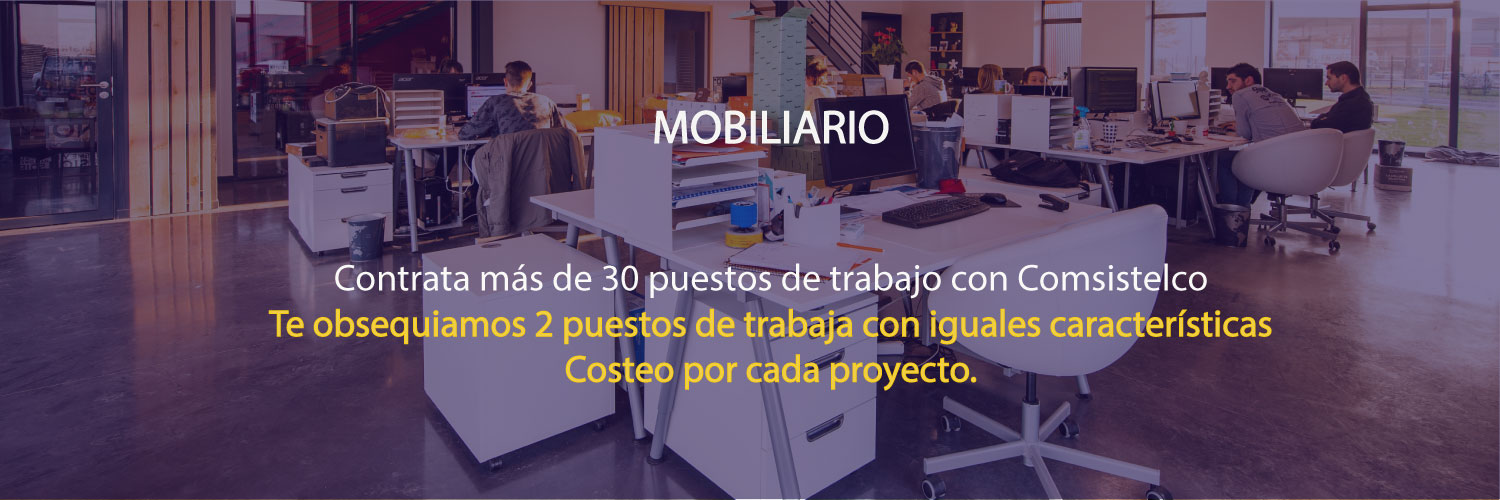 MOBILIARIO
Contrata más de 30 puestos de trabajo con Comsistelco
Te obsequiamos 2 puestos de trabaja con iguales características
Costeo por cada proyecto.